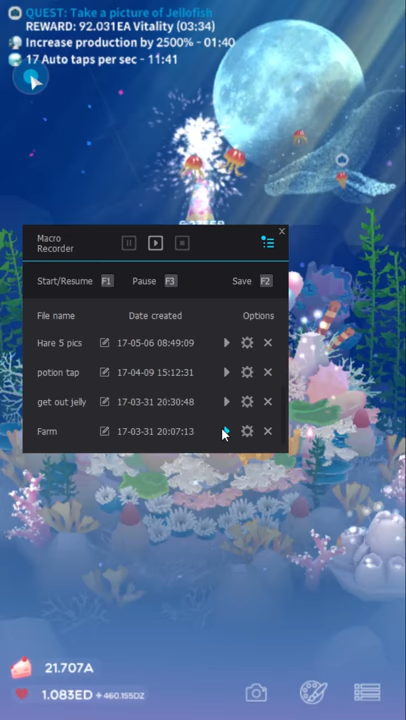 QUEST: Take a picture of Jellofish
REWARD: 92.031EA Vitality (03:34)
Increase production by 2500% - 01:40
17 Auto taps per sec - 11:41
Macro
Recorder
X
Start/Resume F1 Pause F3 Save F2
File name Date created Options
Hare 5 pics 17-05-06 08:49:09
potion tap 17-04-09 15:12:31
get out jelly 17-03-31 20:30:48
Farm 17-03-31 20:07:13
21.707A
1.083ED + 460.155DZ